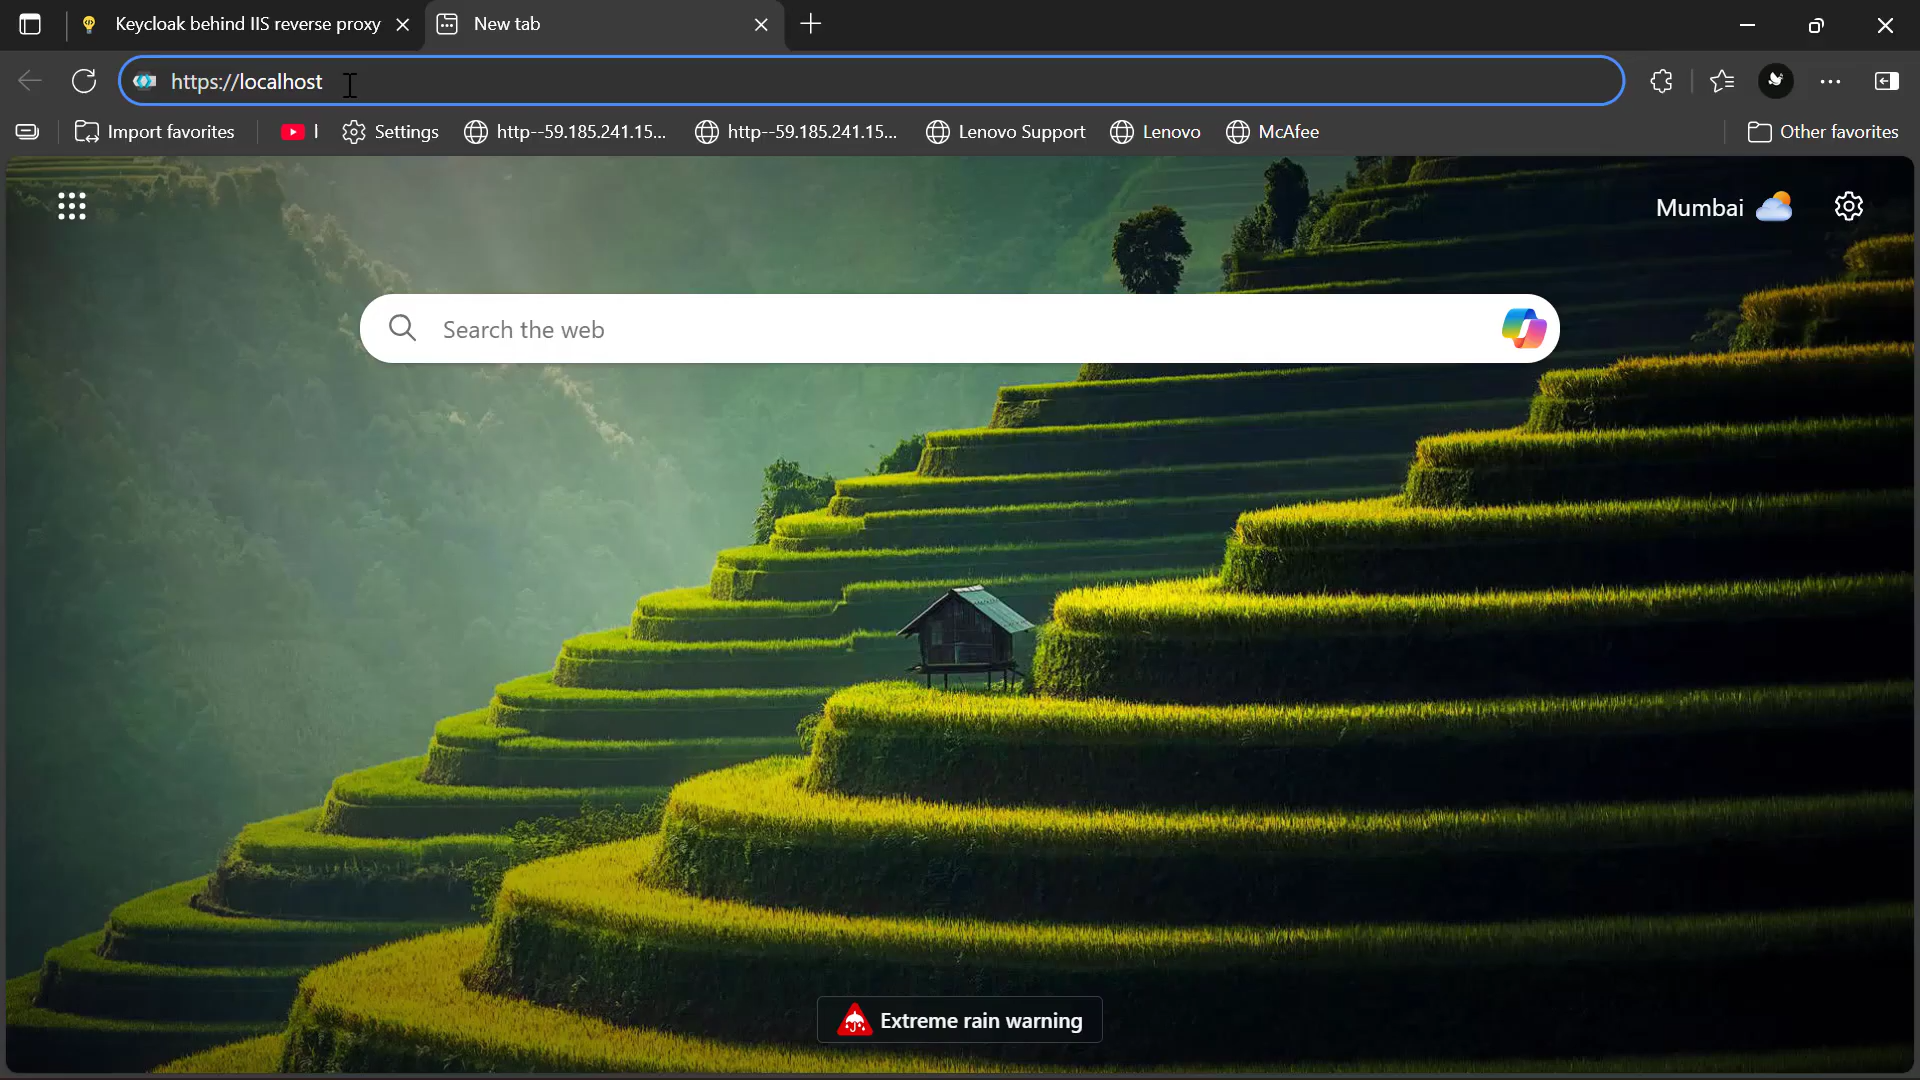 Keycloak behind IIS reverse proxy
New tab
https://localhost
Import favorites
I
Settings
http--59.185.241.15...
http--59.185.241.15...
Lenovo Support
Lenovo
McAfee
Other favorites
Mumbai
Search the web
Extreme rain warning